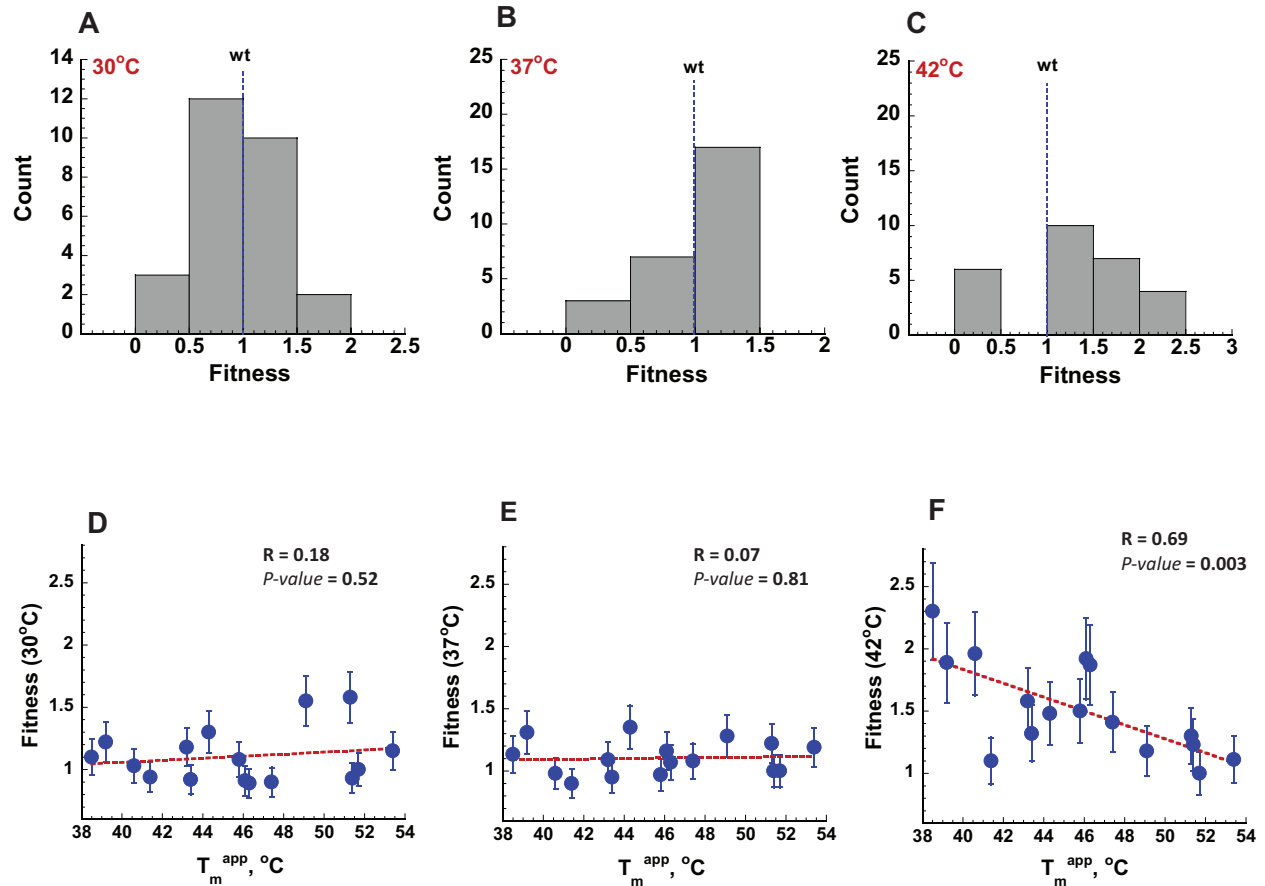 A
30°C
wt
14
12
10
8
6
4
2
0
Count
0 0.5 1 1.5 2 2.5
Fitness
B
37°C
wt
25
20
15
10
5
0
Count
0 0.5 1 1.5 2
Fitness
C
42°C
wt
25
20
15
10
5
0
Count
0 0.5 1 1.5 2 2.5 3
Fitness
D
R = 0.18
P-value = 0.52
2.5
2
1.5
1
Fitness (30°C)
38 40 42 44 46 48 50 52 54
Tm app, °C
E
R = 0.07
P-value = 0.81
2.5
2
1.5
1
Fitness (37°C)
38 40 42 44 46 48 50 52 54
Tm app, °C
F
R = 0.69
P-value = 0.003
2.5
2
1.5
1
Fitness (42°C)
38 40 42 44 46 48 50 52 54
Tm app, °C